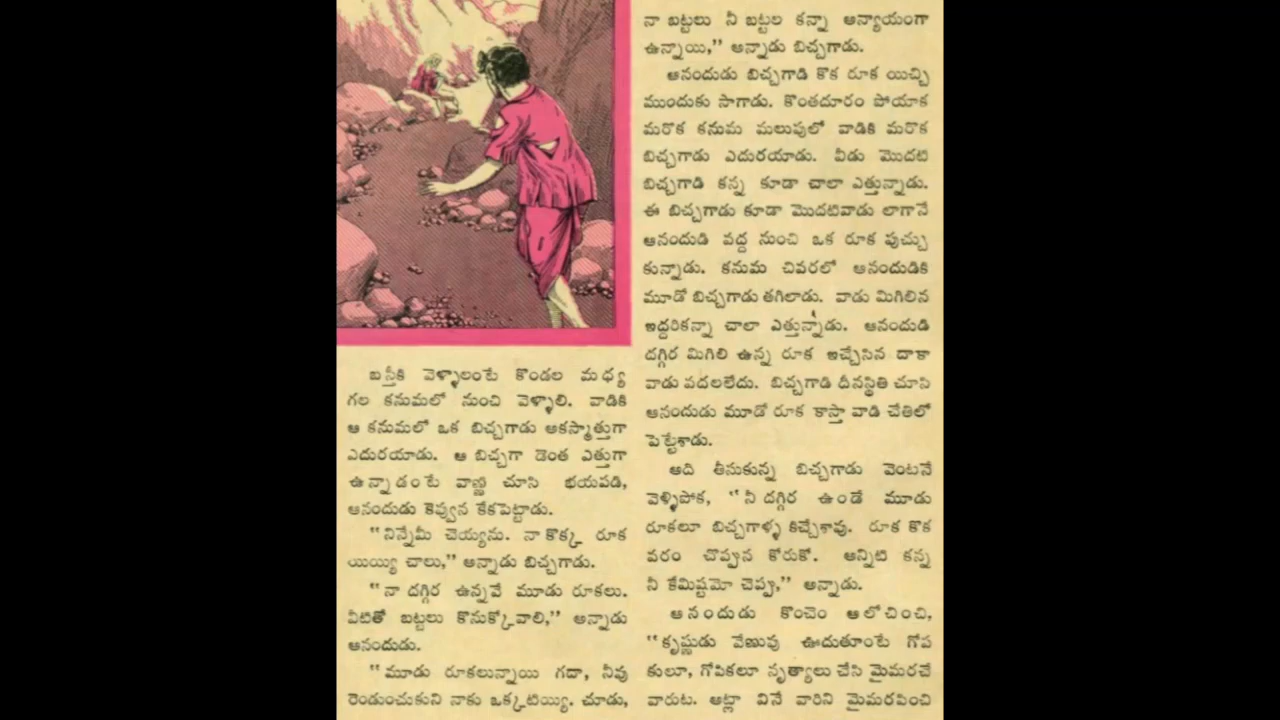 బస్తీకి వెళ్ళాలంటే కొండల మధ్య
గల కనుమలో నుంచి వెళ్ళాలి. వాడికి
ఆ కనుమలో ఒక బిచ్చగాడు అకస్మాత్తుగా
ఎదురయాడు. ఆ బిచ్చగా డెంత ఎత్తుగా
ఉన్నాడంటే వాణ్ణి చూసి భయపడి,
ఆనందుడు కెవ్వున కేకపెట్టాడు.
"నిన్నేమీ చెయ్యను. నా కొక్క రూక
యియ్యి చాలు," అన్నాడు బిచ్చగాడు.
"నా దగ్గిర ఉన్నవే మూడు రూకలు.
వీటితో బట్టలు కొనుక్కోవాలి," అన్నాడు
ఆనందుడు.
"మూడు రూకలున్నాయి గదా, నీవు
రెండుంచుకుని నాకు ఒక్కటియ్యి. చూడు,
నా బట్టలు నీ బట్టల కన్నా అన్యాయంగా
ఉన్నాయి," అన్నాడు బిచ్చగాడు.
ఆనందుడు బిచ్చగాడి కొక రూక యిచ్చి
ముందుకు సాగాడు. కొంతదూరం పోయాక
మరొక కనుమ మలుపులో వాడికి మరొక
బిచ్చగాడు ఎదురయాడు. వీడు మొదటి
బిచ్చగాడి కన్న కూడా చాలా ఎత్తున్నాడు.
ఈ బిచ్చగాడు కూడా మొదటివాడు లాగానే
ఆనందుడి వద్ద నుంచి ఒక రూక పుచ్చు
కున్నాడు. కనుమ చివరలో ఆనందుడికి
మూడో బిచ్చగాడు తగిలాడు. వాడు మిగిలిన
ఇద్దరికన్నా చాలా ఎత్తున్నాడు. ఆనందుడి
దగ్గిర మిగిలి ఉన్న రూక ఇచ్చేసిన దాకా
వాడు వదలలేదు. బిచ్చగాడి దీనస్థితి చూసి
ఆనందుడు మూడో రూక కాస్తా వాడి చేతిలో
పెట్టేశాడు.
అది తీసుకున్న బిచ్చగాడు వెంటనే
వెళ్ళిపోక, "నీ దగ్గిర ఉండే మూడు
రూకలూ బిచ్చగాళ్ళ కిచ్చేశావు. రూక కొక
వరం చొప్పున కోరుకో. అన్నిటి కన్న
నీ కేమిష్టమో చెప్పు," అన్నాడు.
ఆనందుడు కొంచెం ఆలోచించి,
"కృష్ణుడు వేణువు ఊదుతూంటే గోప
కులూ, గోపికలూ నృత్యాలు చేసి మైమరచే
వారుట. అట్లా వినే వారిని మైమరపించి